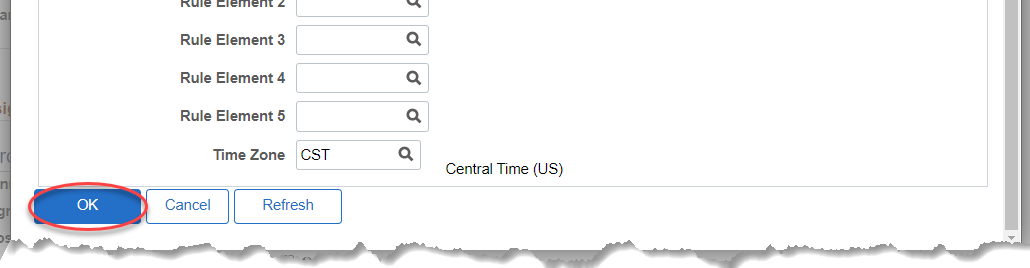 Rule Element 2
Rule Element 3
Rule Element 4
Rule Element 5
Time Zone CST
Central Time (US)
OK Cancel Refresh